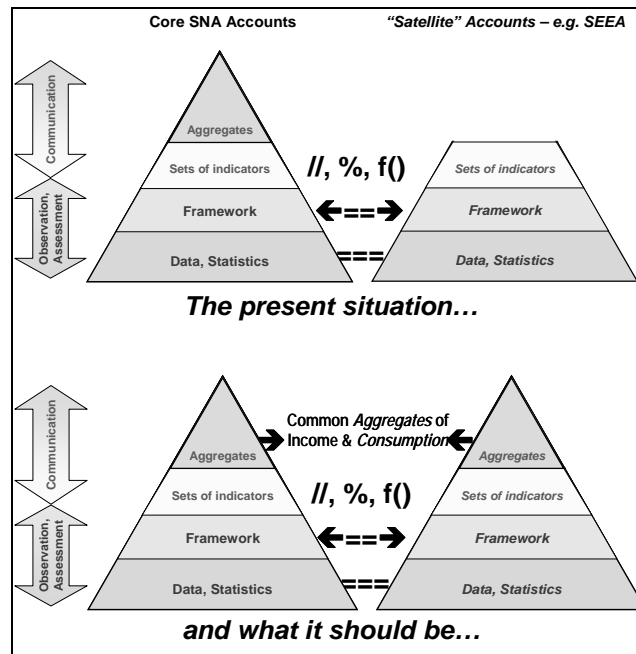 Core SNA Accounts
“Satellite” Accounts – e.g. SEEA
Communication
Observation,
Assessment
Aggregates
Sets of indicators
Framework
Data, Statistics
//, %, f()
==
===
Sets of indicators
Framework
Data, Statistics
The present situation…
Communication
Observation,
Assessment
Common Aggregates of
Income & Consumption
Aggregates
Sets of indicators
Framework
Data, Statistics
//, %, f()
==
===
Aggregates
Sets of indicators
Framework
Data, Statistics
and what it should be…